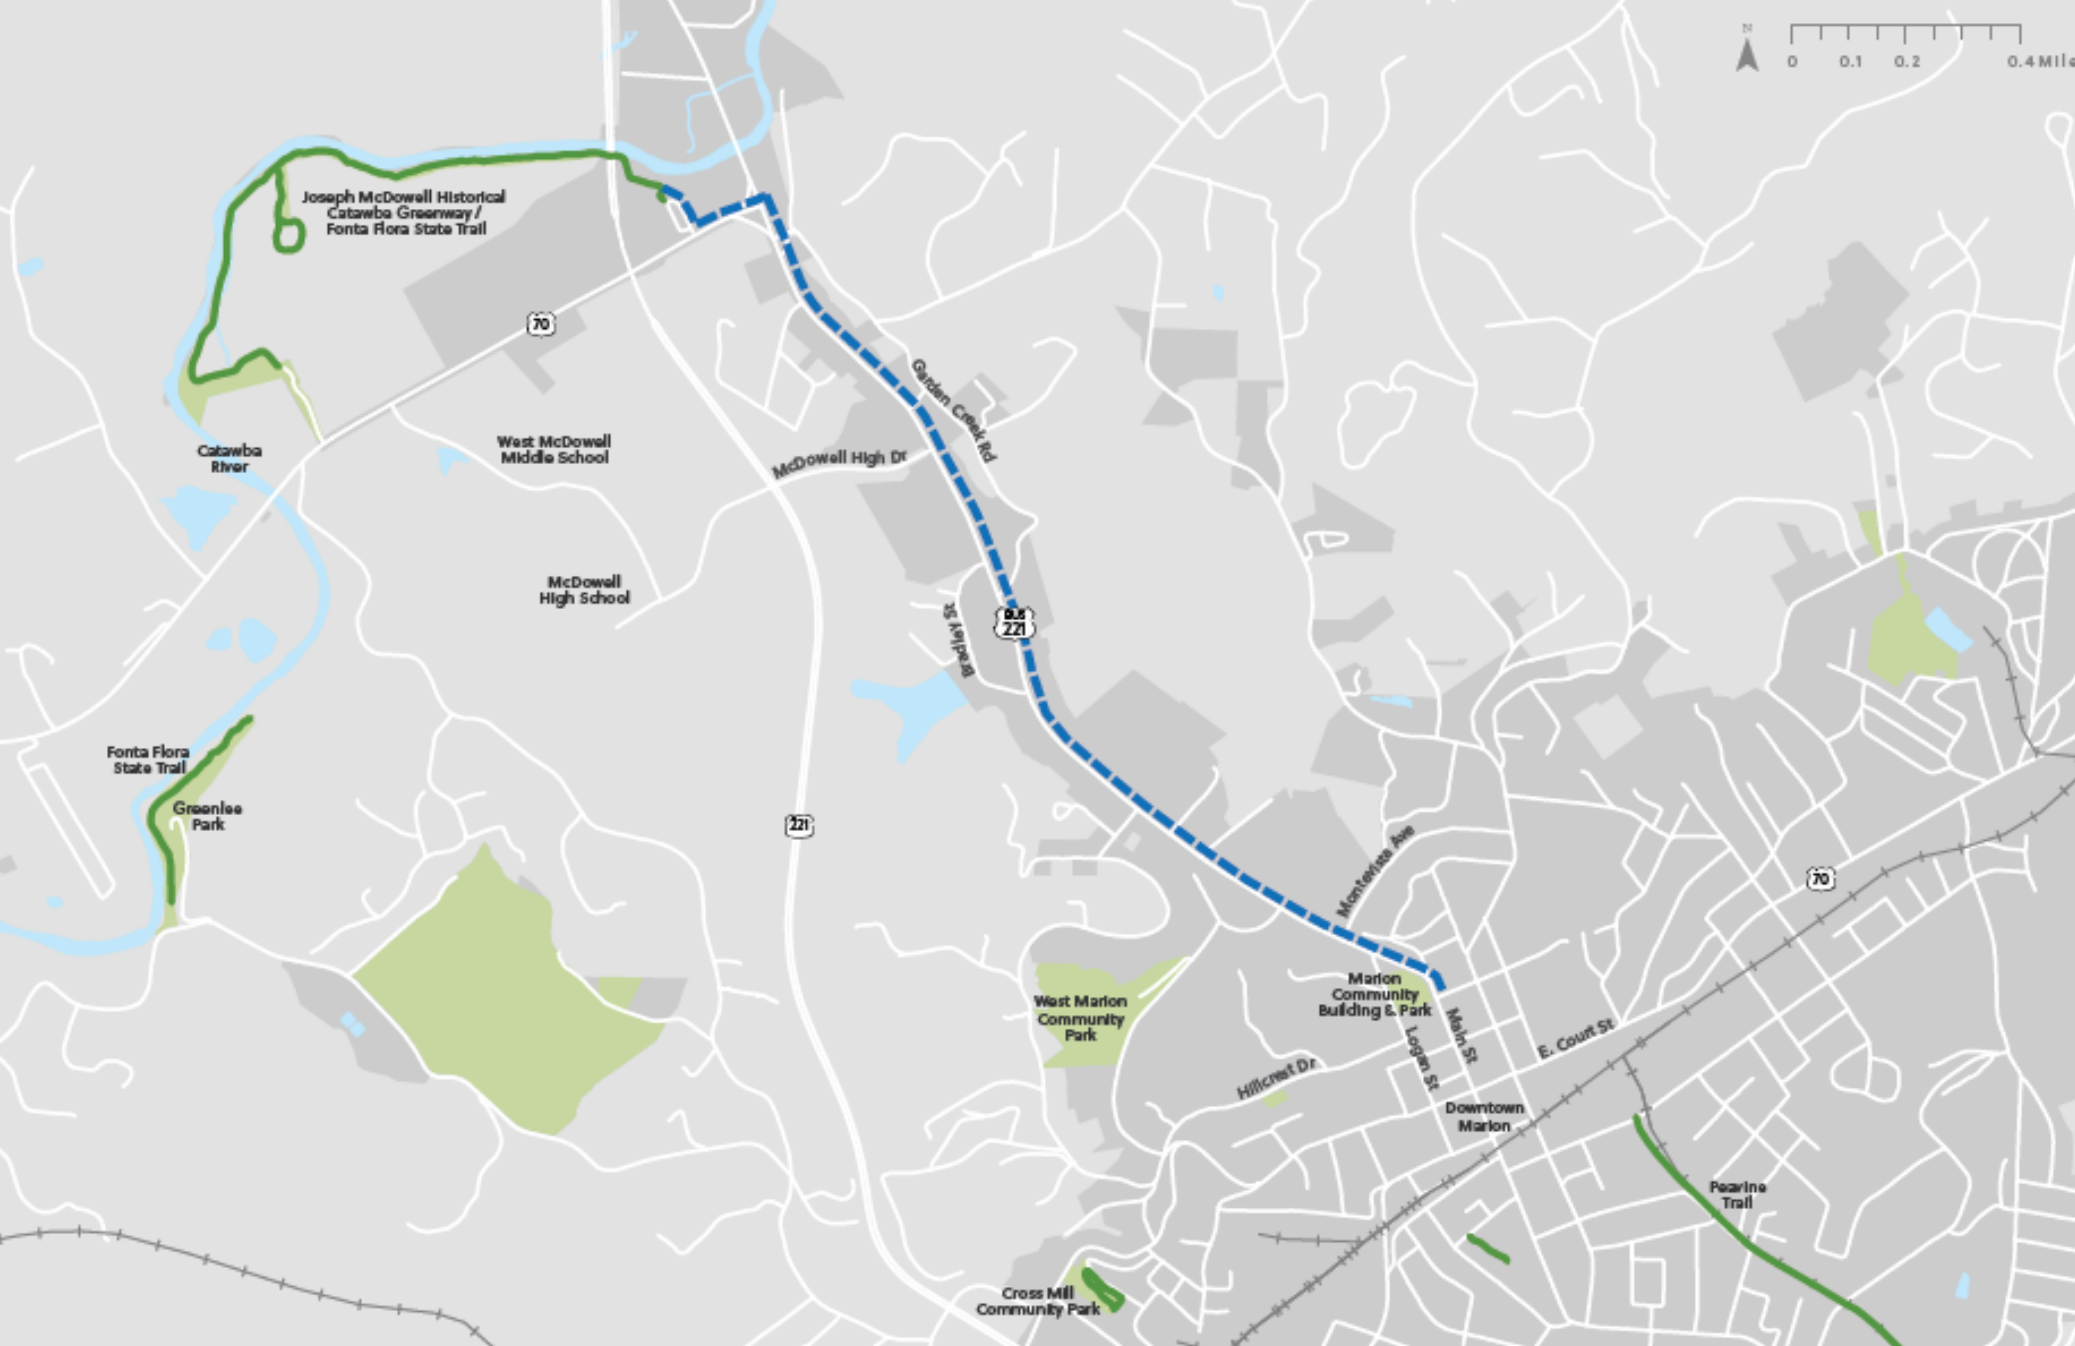 N
0 0.1 0.2 0.4 Mile
Joseph McDowell Historical
Catawba Greenway /
Fonta Flora State Trail
70
Garden Creek Rd
West McDowell
Middle School
McDowell High Dr
Catawba
River
McDowell
High School
BUS
221
Bradley St
Fonta Flora
State Trail
Greenlee
Park
221
Montevista Ave
70
West Marion
Community
Park
Marion
Community
Building & Park
Main St
Logan St
E. Court St
Hillcrest Dr
Downtown
Marion
Peavine
Trail
Cross Mill
Community Park